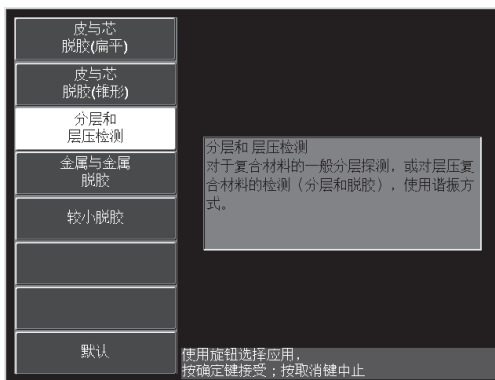 皮与芯
脱胶(扁平)
皮与芯
脱胶(锥形)
分层和
层压检测
金属与金属
脱胶
较小脱胶
默认
分层和 层压检测
对于复合材料的一般分层探测，或对层压复
合材料的检测（分层和脱胶），使用谐振方
式。
使用旋钮选择应用，
按确定键接受；按取消键中止